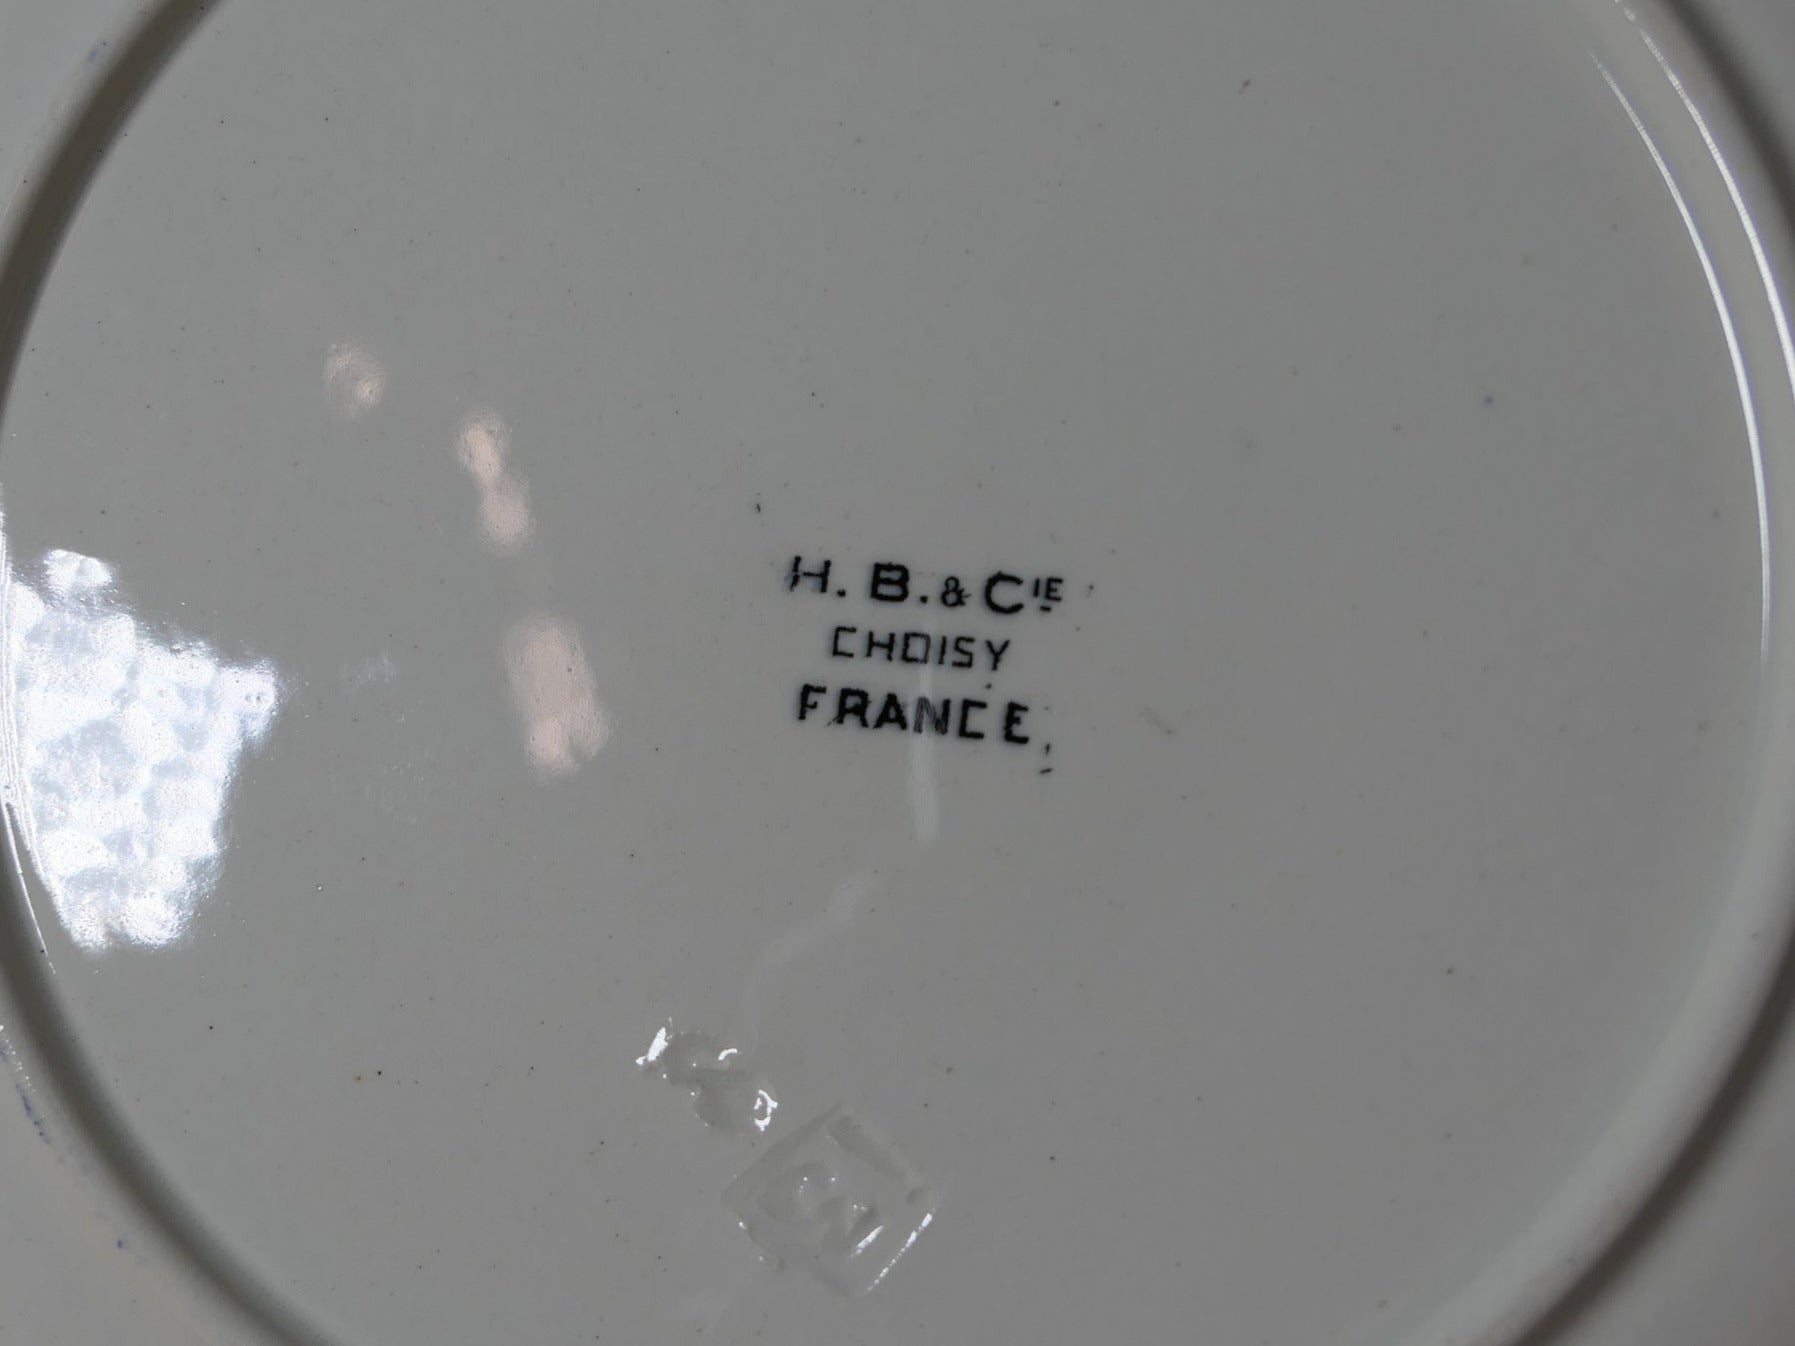 H. B. & CIE
CHOISY
FRANCE